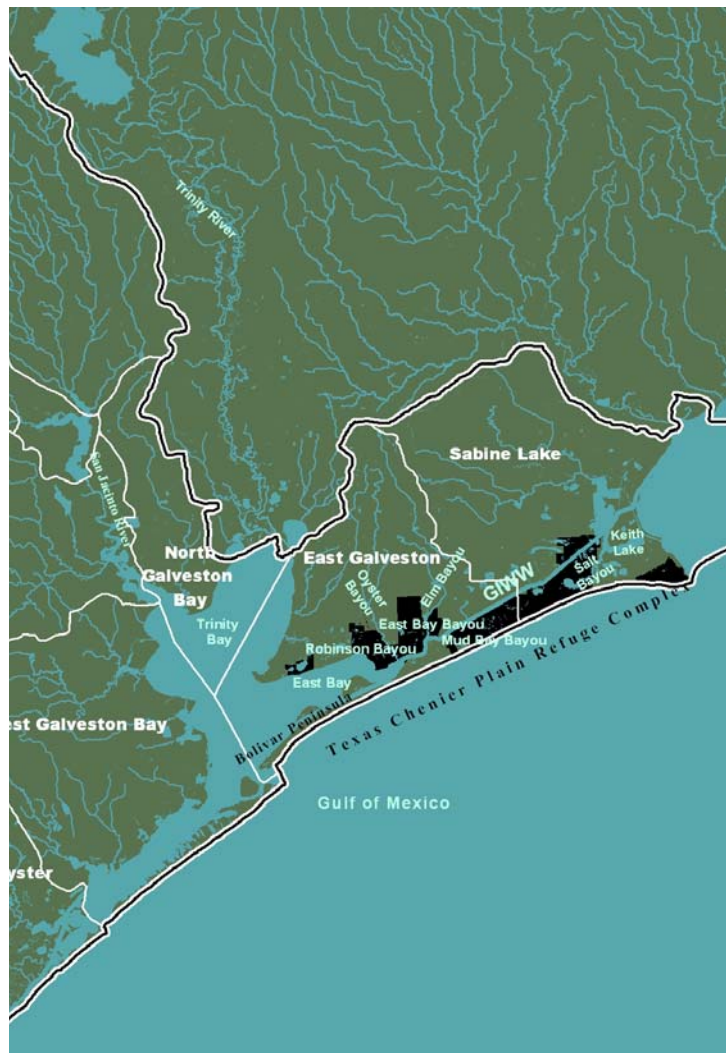 Trinity River
Sabine Lake
San Jacinto River
Keith
Lake
North
Galveston
Bay
East Galveston
Salt
Bayou
GIWW
Elm Bayou
Oyster
Bayou
Trinity
Bay
East Bay Bayou
Mud Bay Bayou
Robinson Bayou
East Bay
Texas Chenier Plain Refuge Complex
Bolivar Peninsula
est Galveston Bay
Gulf of Mexico
yster